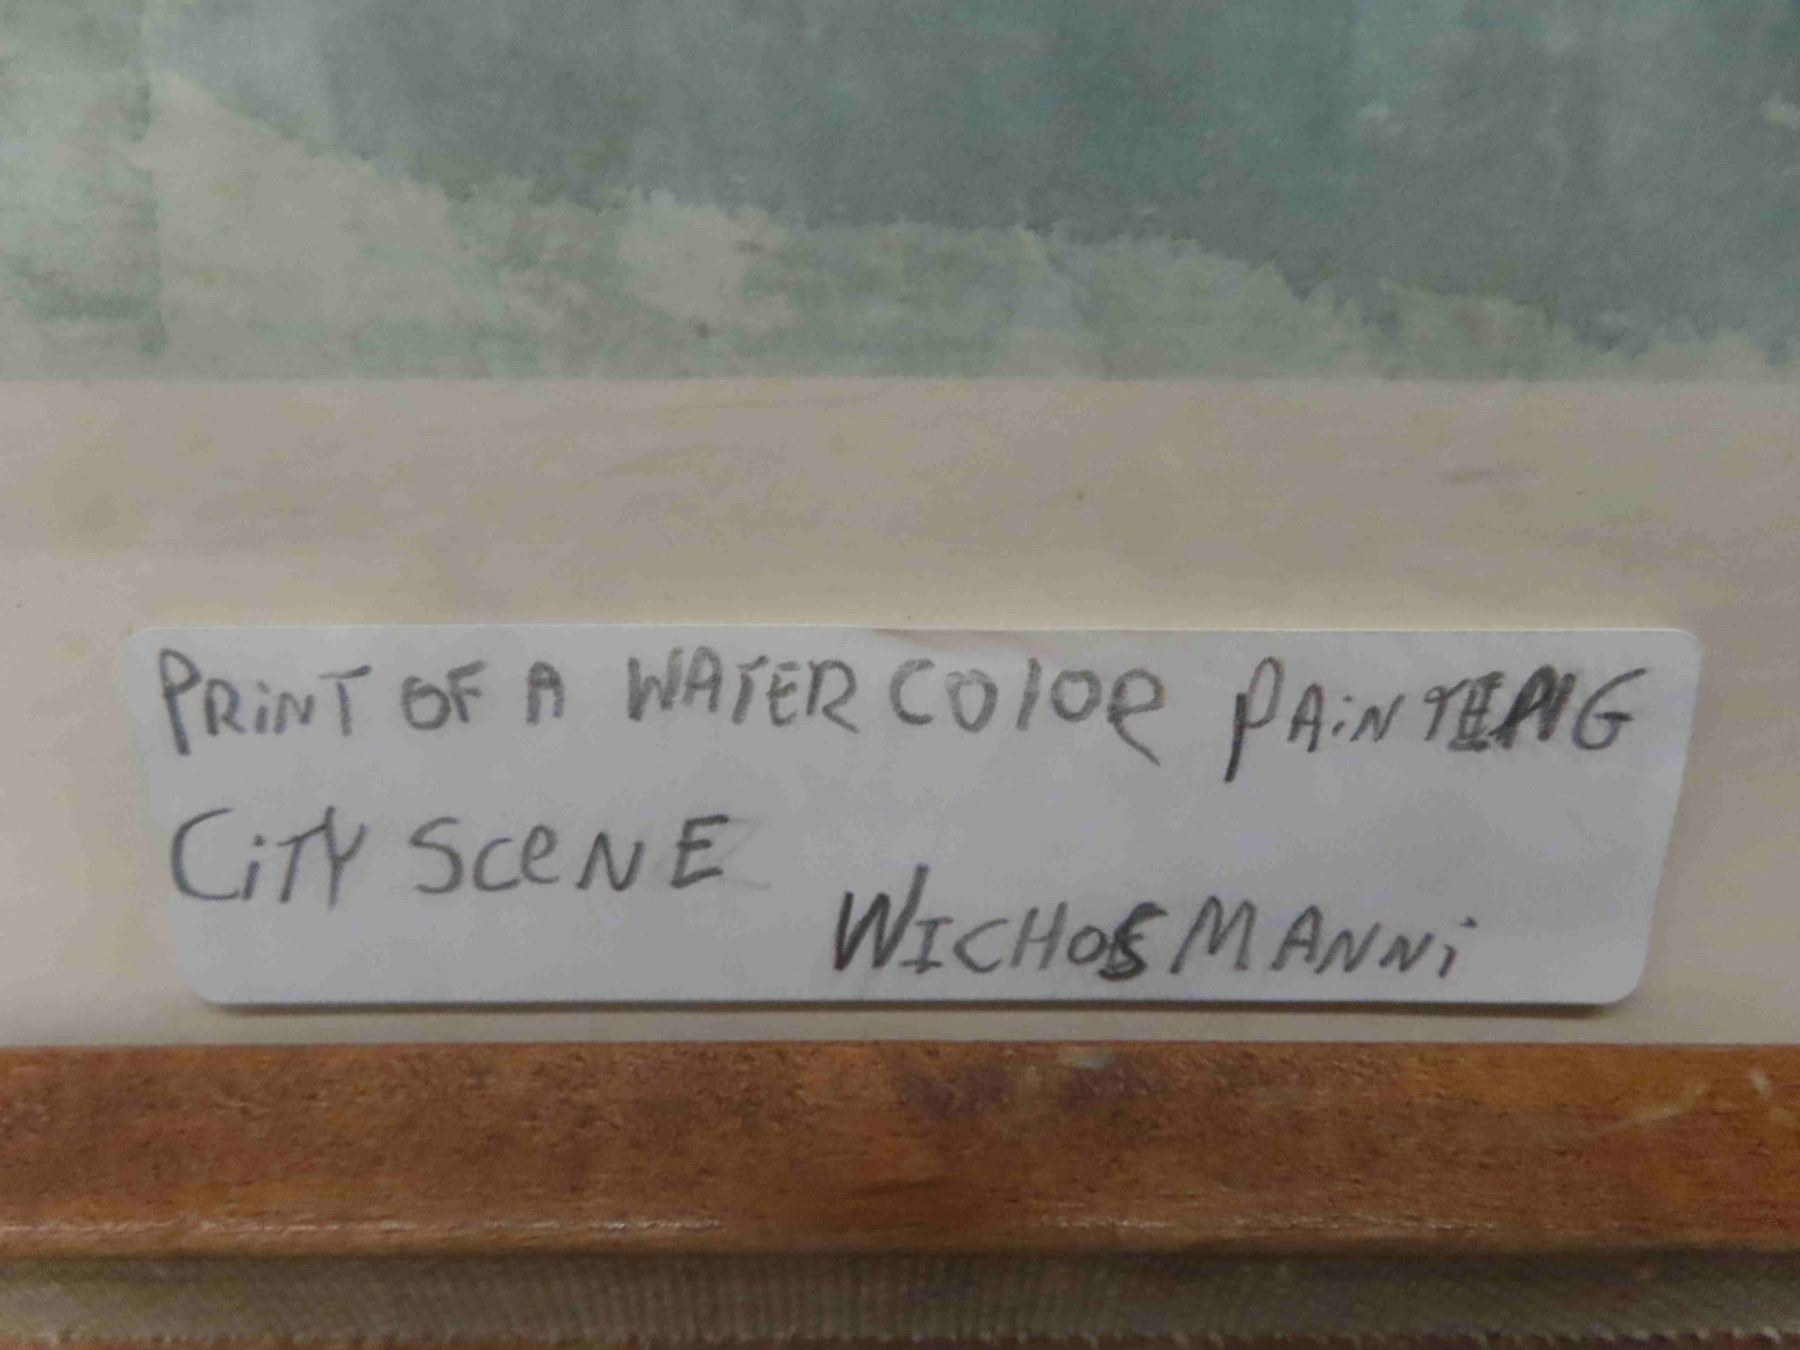 PRiNT OF A WATER COlOR PAiNTING
CiTY SCeNE
WICHOSMANNi